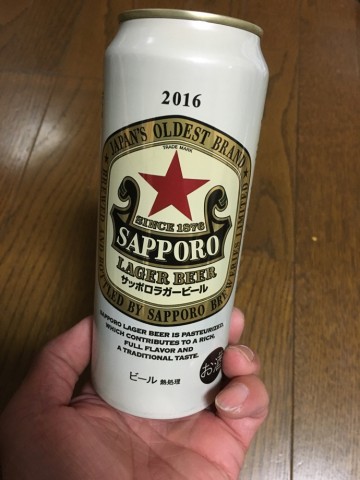 2016
JAPAN'S OLDEST BRAND
TRADE MARK
SINCE 1876
SAPPORO
LAGER BEER
サッポロラガービール
BY SAPPORO
SAPPORO LAGER BEER IS PASTEURIZED,
WHICH CONTRIBUTES TO A RICH,
FULL FLAVOR AND
A TRADITIONAL TASTE.
ビール 熱処理
お酒